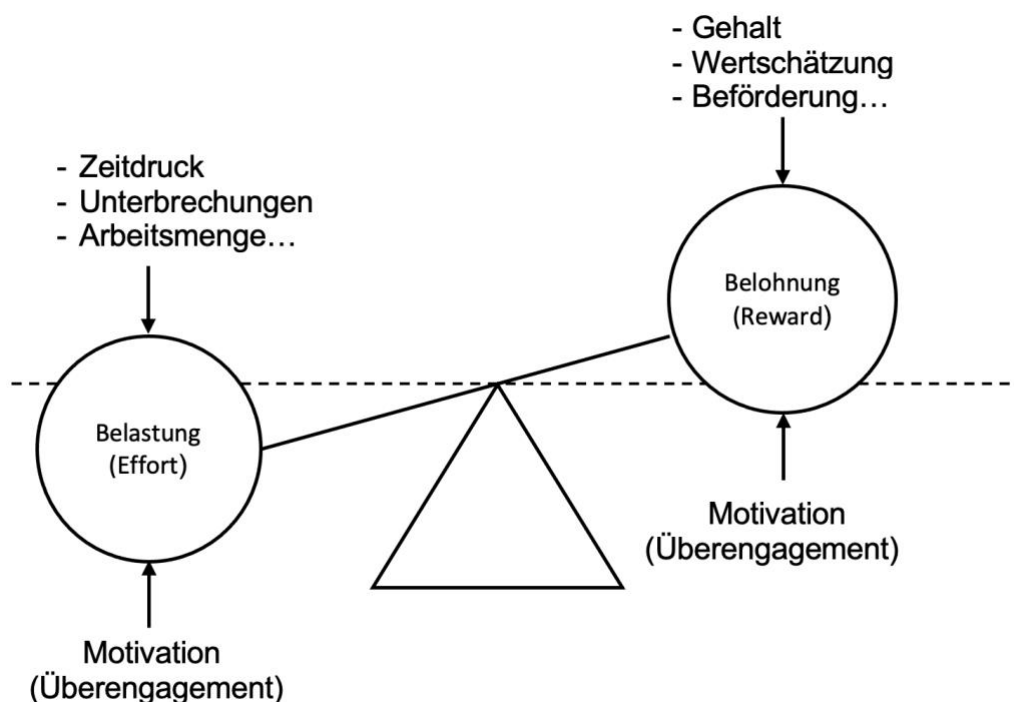 - Gehalt
- Wertschätzung
- Beförderung…
- Zeitdruck
- Unterbrechungen
- Arbeitsmenge…
Belohnung
(Reward)
Belastung
(Effort)
Motivation
(Überengagement)
Motivation
(Überengagement)